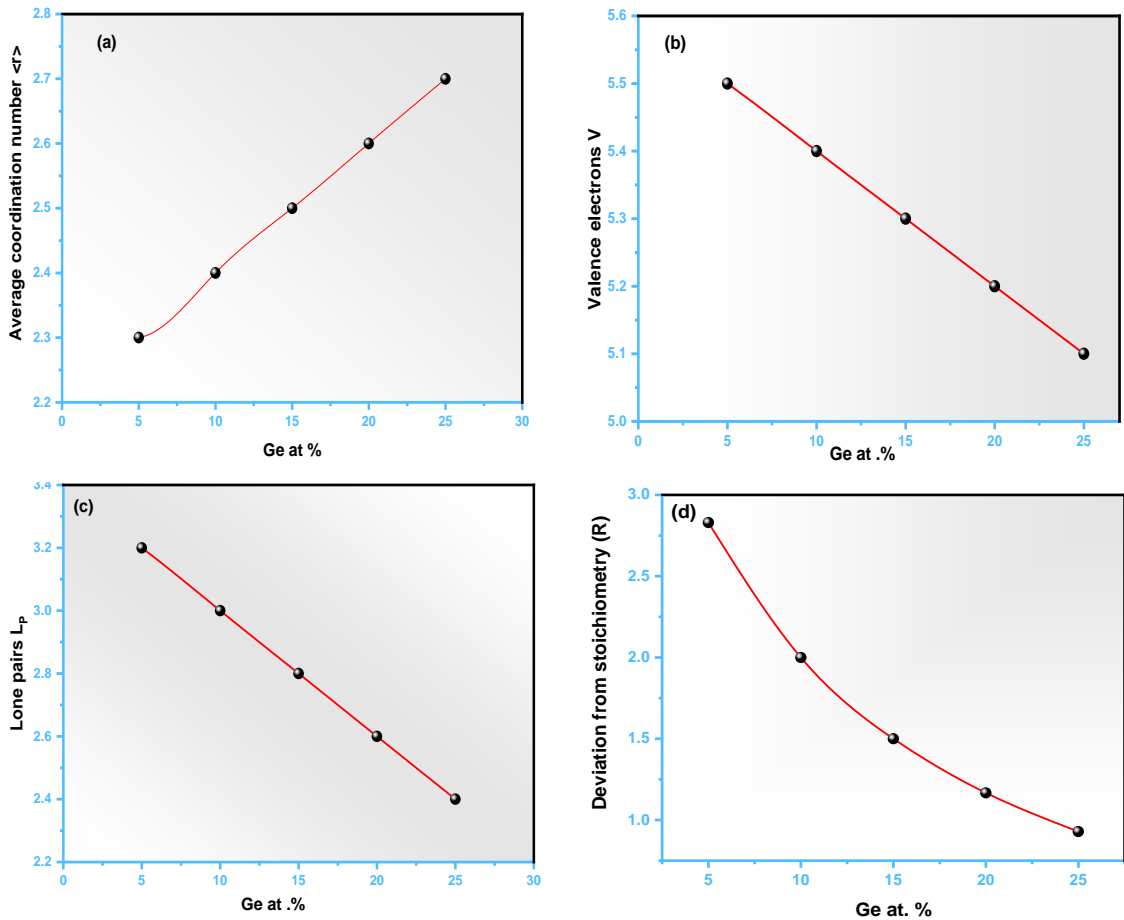 (a)
Average coordination number <r>
2.8
2.7
2.6
2.5
2.4
2.3
2.2
0 5 10 15 20 25 30
Ge at %
(b)
Valence electrons V
5.6
5.5
5.4
5.3
5.2
5.1
5.0
0 5 10 15 20 25
Ge at .%
(c)
Lone pairs LP
3.4
3.2
3.0
2.8
2.6
2.4
2.2
0 5 10 15 20 25 30
Ge at .%
(d)
Deviation from stoichiometry (R)
3.0
2.5
2.0
1.5
1.0
5 10 15 20 25
Ge at. %